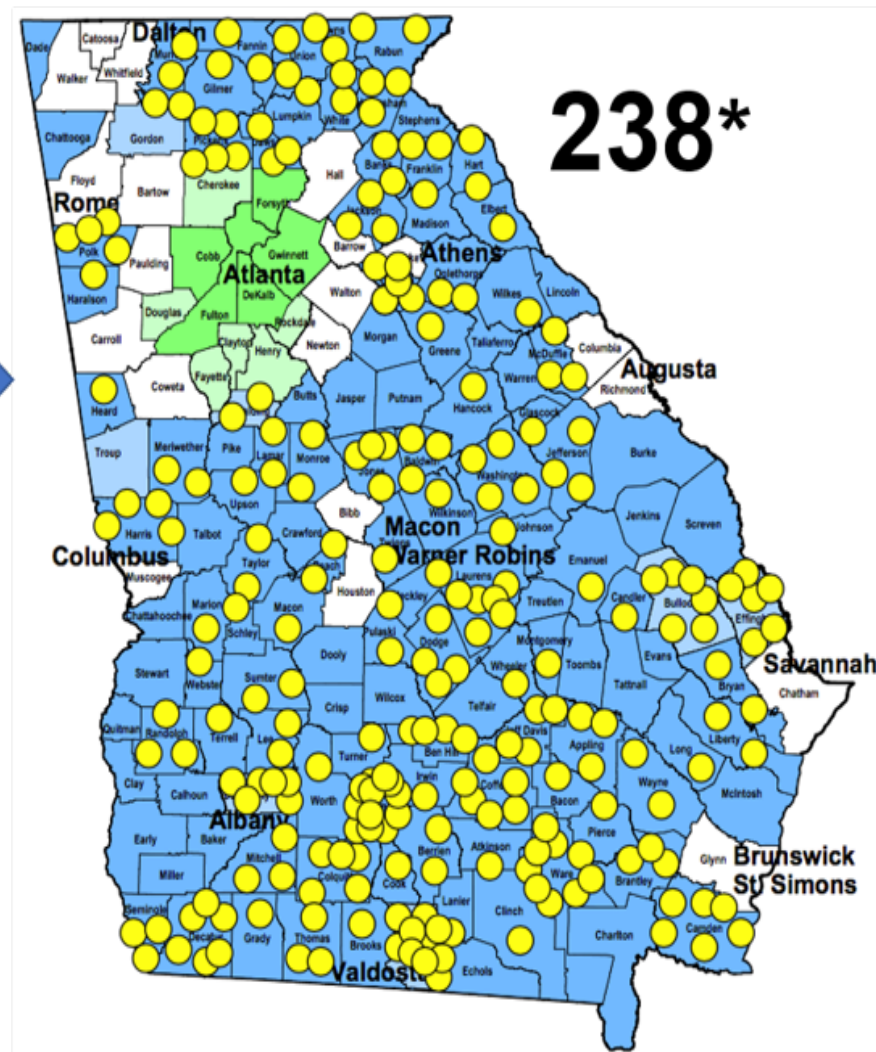 238*
Dade
Catoosa
Dalton
Fannin
Union
Rabun
Walker
Whitfield
Gilmer
Chattooga
Gordon
Lumpkin
White
Stephens
Floyd
Bartow
Cherokee
Forsyth
Hall
Banks
Franklin
Hart
Rome
Jackson
Madison
Elbert
Polk
Paulding
Cobb
Gwinnett
Barrow
Athens
Haralson
Atlanta
DeKalb
Oglethorpe
Wilkes
Lincoln
Douglas
Fulton
Walton
Carroll
Clayton
Rockdale
Newton
Morgan
Greene
Taliaferro
McDuffie
Columbia
Coweta
Fayette
Henry
Warren
Augusta
Richmond
Heard
Butts
Jasper
Putnam
Hancock
Glascock
Troup
Meriwether
Pike
Lamar
Monroe
Jones
Baldwin
Washington
Jefferson
Burke
Upson
Bibb
Wilkinson
Jenkins
Screven
Harris
Talbot
Crawford
Macon
Johnson
Columbus
Taylor
Warner Robins
Emanuel
Muscogee
Houston
Laurens
Treutlen
Candler
Chattahoochee
Marion
Schley
Macon
Pulaski
Dodge
Montgomery
Evans
Savannah
Stewart
Webster
Sumter
Dooly
Wheeler
Toombs
Tattnall
Bryan
Chatham
Quitman
Randolph
Terrell
Lee
Crisp
Wilcox
Telfair
Jeff Davis
Appling
Long
Liberty
Clay
Calhoun
Turner
Ben Hill
Irwin
Bacon
Wayne
McIntosh
Worth
Early
Baker
Albany
Pierce
Glynn
Brunswick
Miller
Mitchell
Colquitt
Cook
Berrien
Atkinson
Ware
Brantley
St. Simons
Seminole
Decatur
Grady
Thomas
Brooks
Lanier
Clinch
Charlton
Camden
Valdosta
Echols